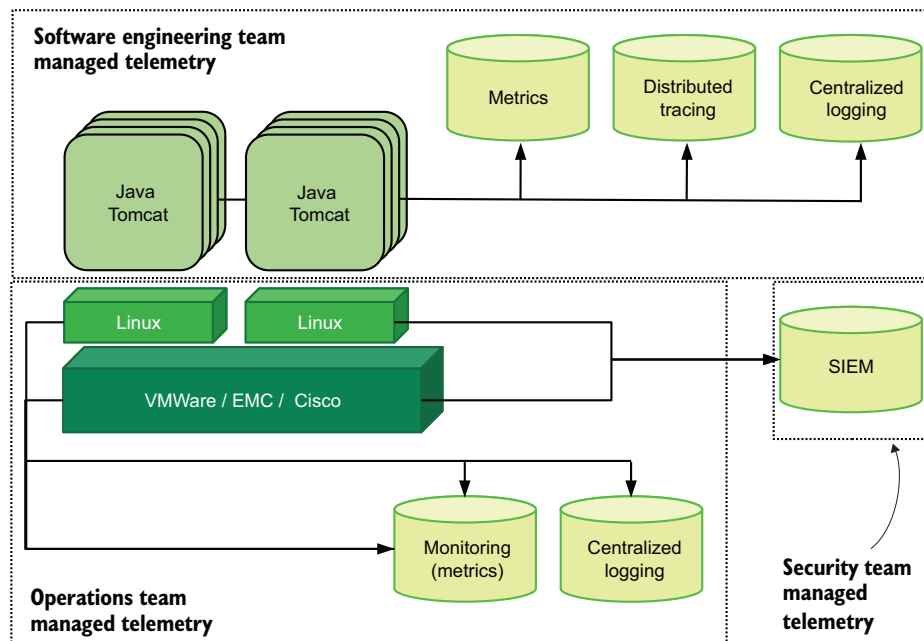 Software engineering team
managed telemetry
Metrics
Distributed
tracing
Centralized
logging
Java
Tomcat
Java
Tomcat
Linux
Linux
VMWare / EMC / Cisco
SIEM
Monitoring
(metrics)
Centralized
logging
Operations team
managed telemetry
Security team
managed
telemetry